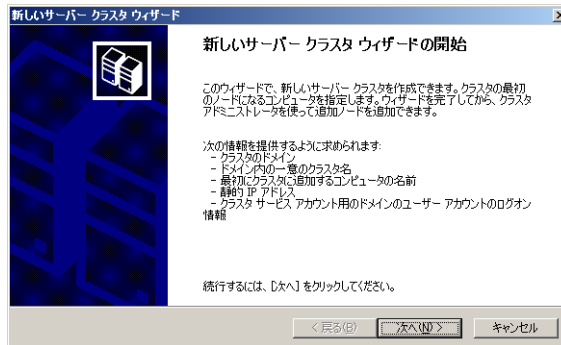 新しいサーバー クラスタ ウィザード
新しいサーバー クラスタ ウィザードの開始
このウィザードで、新しいサーバー クラスタを作成できます。クラスタの最初
のノードになるコンピュータを指定します。ウィザードを完了してから、クラスタ
アドミニストレータを使って追加ノードを追加できます。
次の情報を提供するように求められます:
- クラスタのドメイン
- ドメイン内の一意のクラスタ名
- 最初にクラスタに追加するコンピュータの名前
- 静的 IP アドレス
- クラスタ サービス アカウント用のドメインのユーザー アカウントのログオン
情報
続行するには、[次へ] をクリックしてください。
< 戻る(B)
次へ(N) >
キャンセル